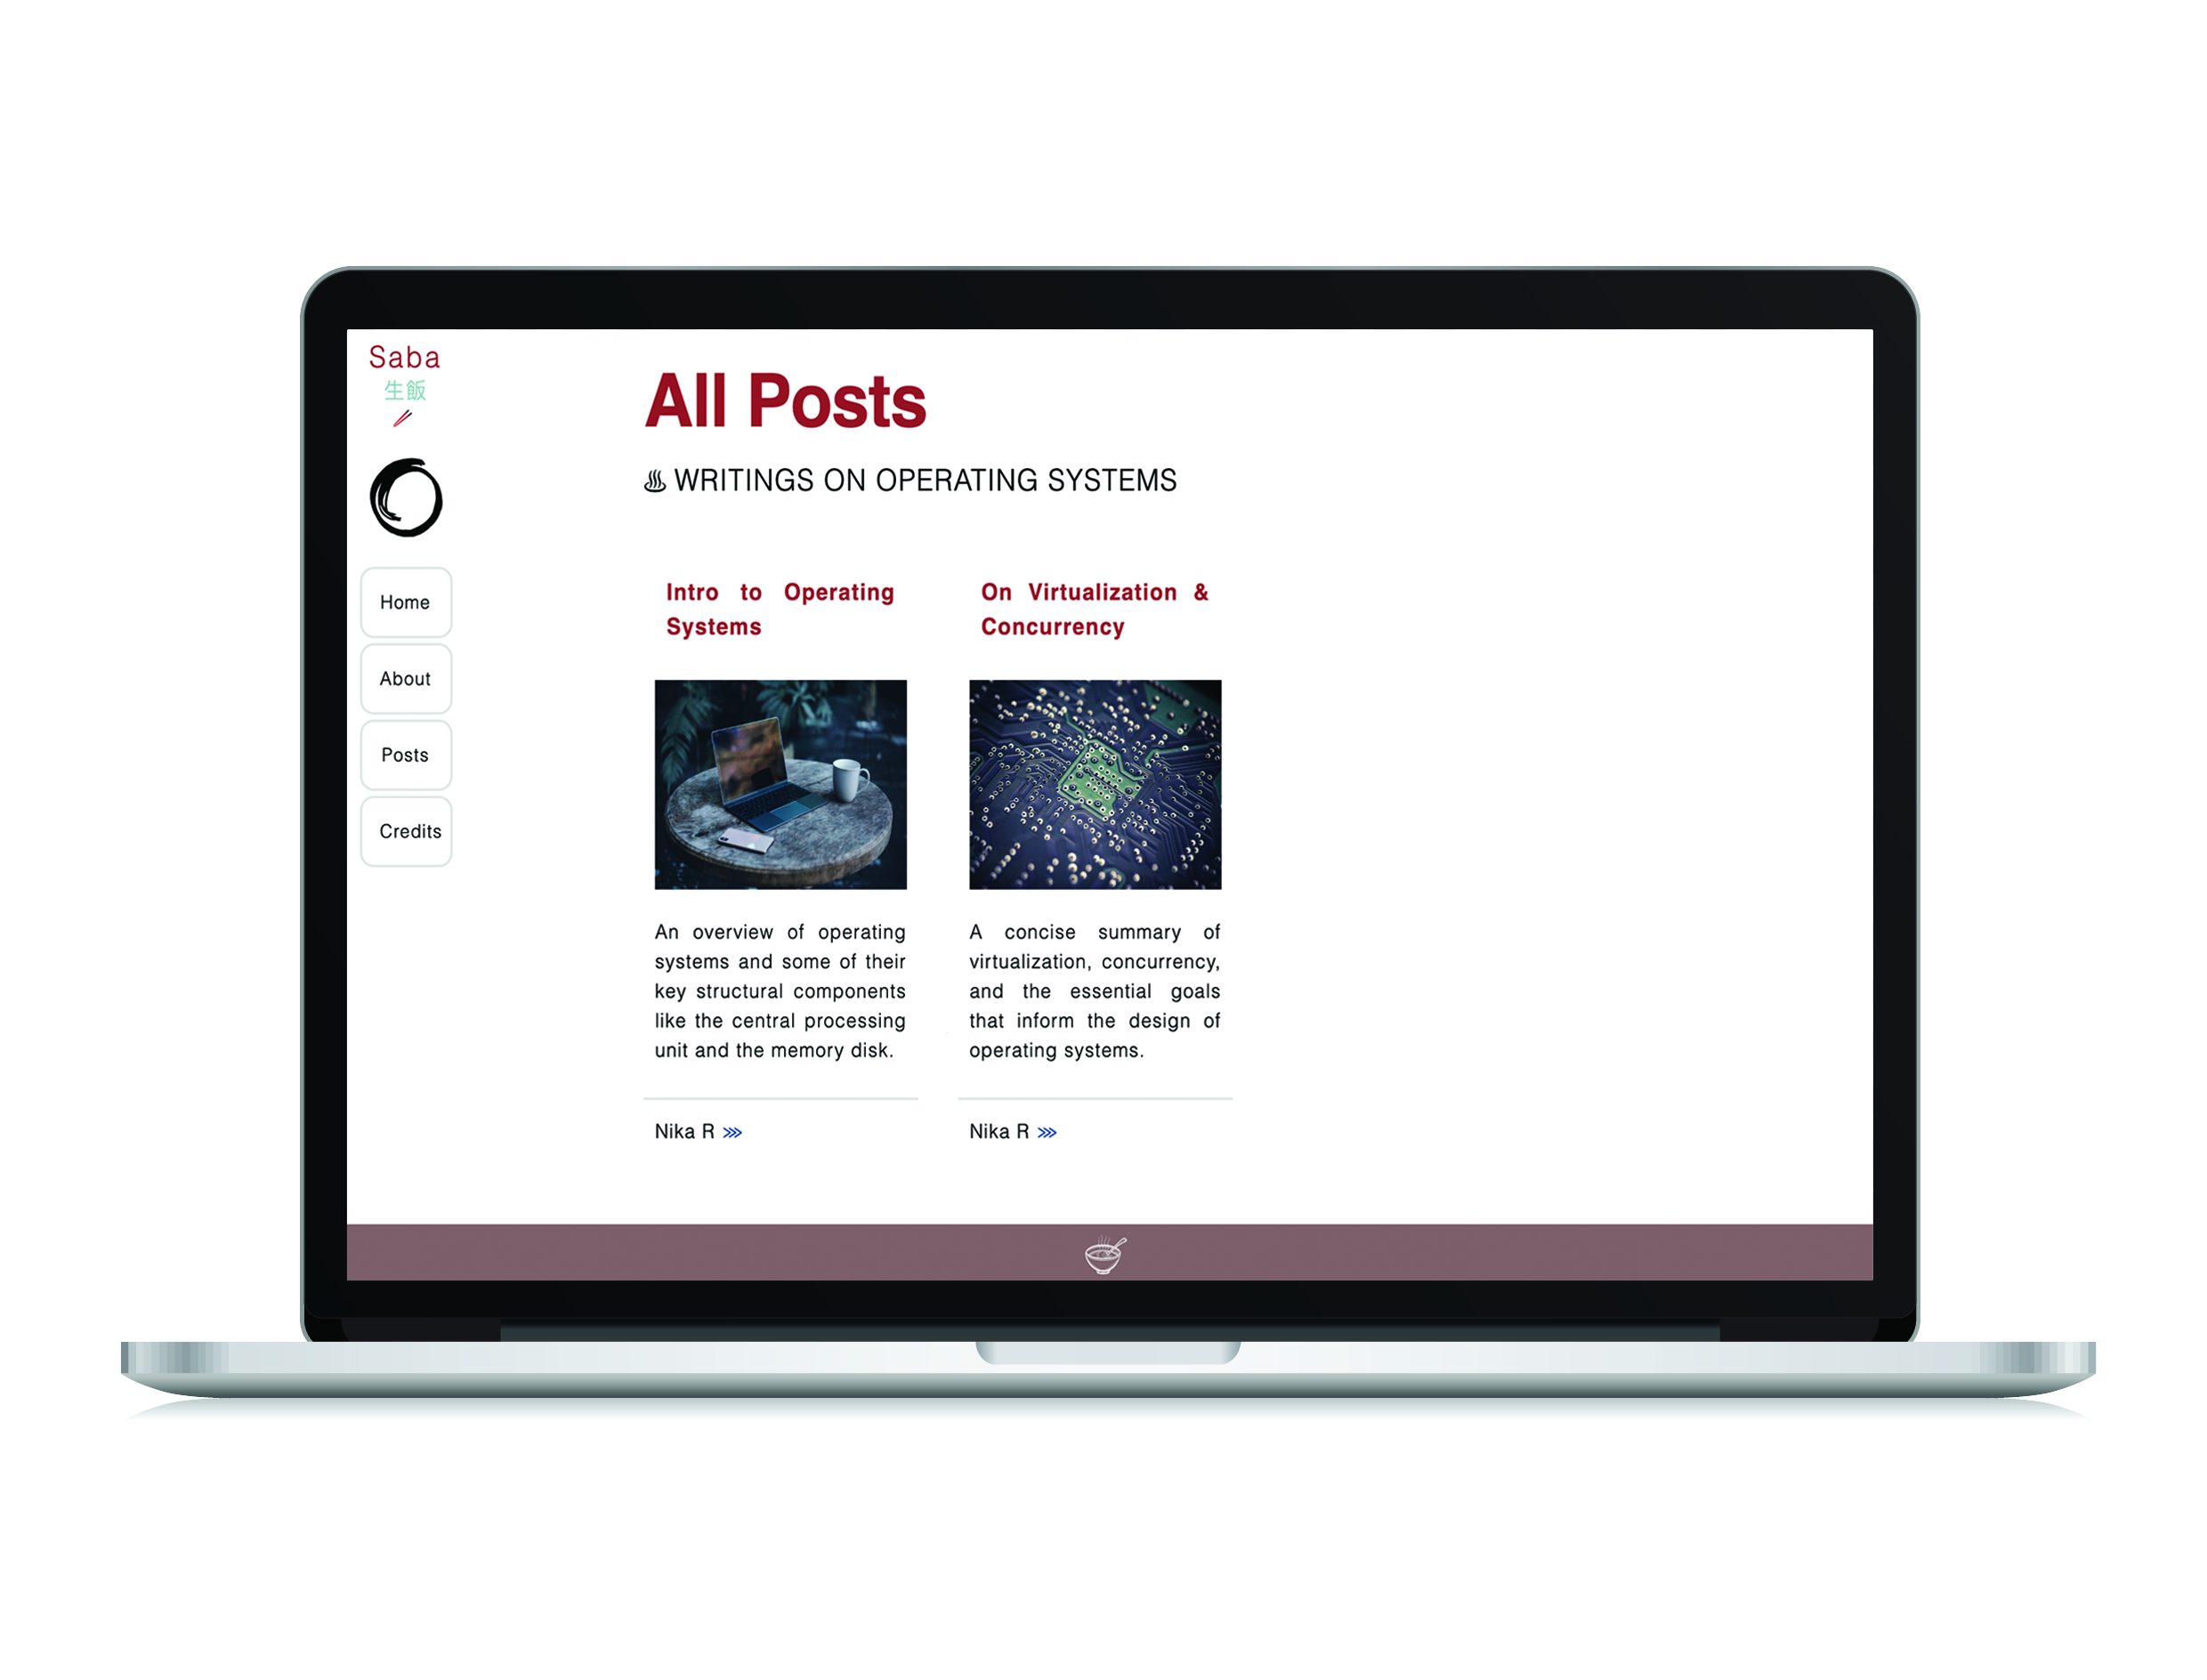 Saba
生飯
Home
About
Posts
Credits
All Posts
♨ WRITINGS ON OPERATING SYSTEMS
Intro to Operating
Systems
An overview of operating
systems and some of their
key structural components
like the central processing
unit and the memory disk.
Nika R >>>
On Virtualization &
Concurrency
A concise summary of
virtualization, concurrency,
and the essential goals
that inform the design of
operating systems.
Nika R >>>